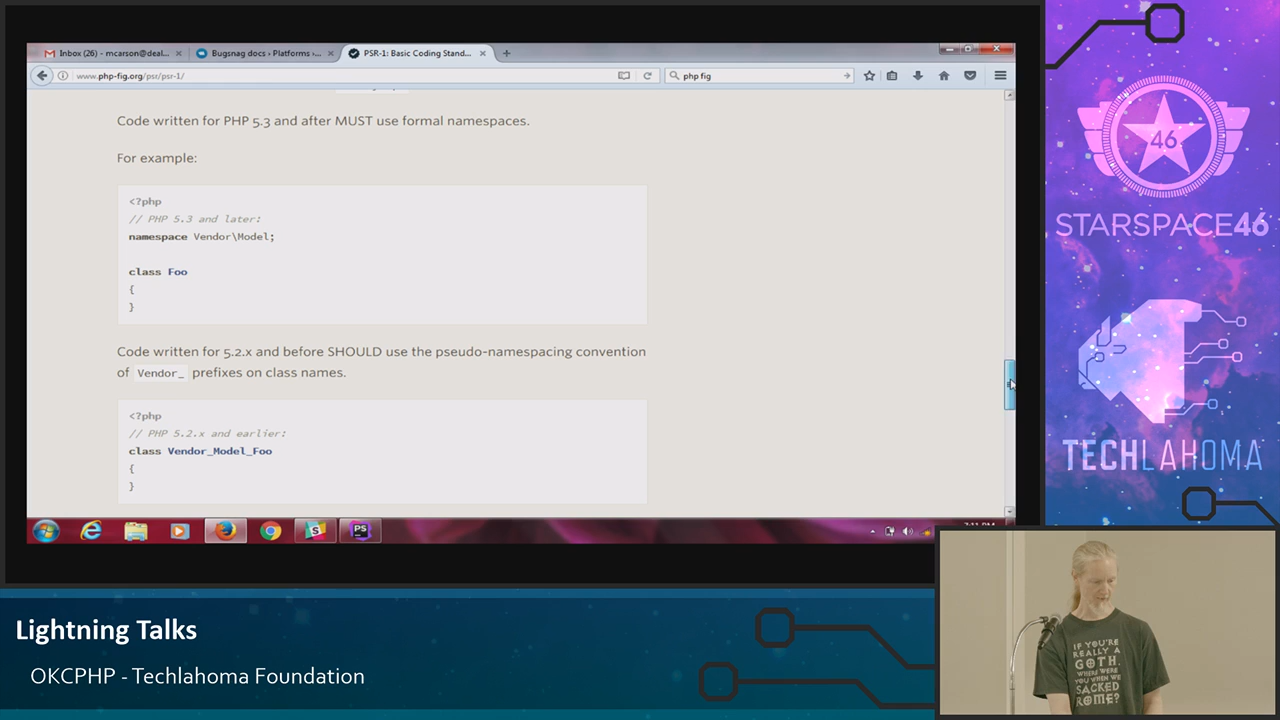 Inbox (26) - mcarson@deal...
Bugsnag docs › Platforms ›...
PSR-1: Basic Coding Stand...
www.php-fig.org/psr/psr-1/
php fig
Code written for PHP 5.3 and after MUST use formal namespaces.
For example:
<?php
// PHP 5.3 and later:
namespace Vendor\Model;
class Foo
{
}
Code written for 5.2.x and before SHOULD use the pseudo-namespacing convention
of Vendor_ prefixes on class names.
<?php
// PHP 5.2.x and earlier:
class Vendor_Model_Foo
{
}
PS
7:11 PM
46
STARSPACE46
TECHLAHOMA
Lightning Talks
OKCPHP - Techlahoma Foundation
IF YOU'RE
REALLY A
GOTH,
WHERE WERE
YOU WHEN WE
SACKED
ROME?